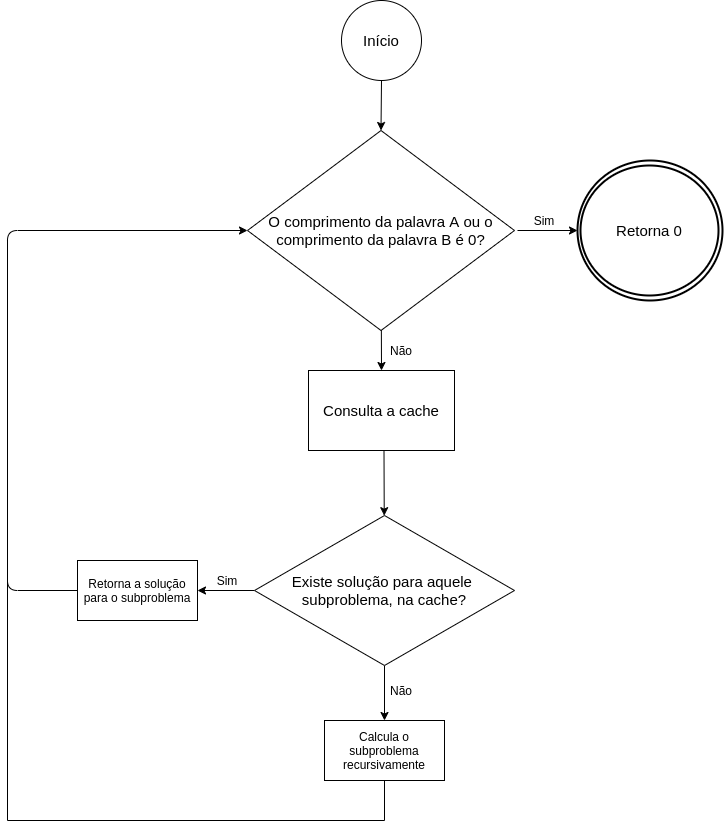 Início
O comprimento da palavra A ou o
comprimento da palavra B é 0?
Sim
Retorna 0
Não
Consulta a cache
Existe solução para aquele
subproblema, na cache?
Sim
Retorna a solução
para o subproblema
Não
Calcula o
subproblema
recursivamente